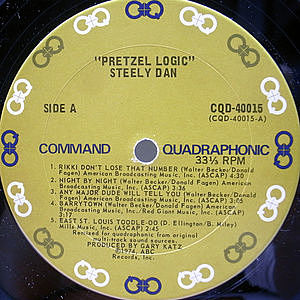 "PRETZEL LOGIC"
STEELY DAN
SIDE A
CQD-40015
(CQD-40015-A)
COMMAND QUADRAPHONIC
33⅓ RPM
1. RIKKI DON'T LOSE THAT NUMBER (Walter Becker/Donald
Fagen) American Broadcasting Music, Inc. (ASCAP) 4:30
2. NIGHT BY NIGHT (Walter Becker/Donald Fagen) American
Broadcasting Music, Inc. (ASCAP) 3:36
3. ANY MAJOR DUDE WILL TELL YOU (Walter Becker/Donald
Fagen) American Broadcasting Music, Inc. (ASCAP) 3:05
4. BARRYTOWN (Walter Becker/Donald Fagen) American
Broadcasting Music, Inc./Red Giant Music, Inc. (ASCAP)
3:17
5. EAST ST. LOUIS TOODLE-OO (D. Ellington/B. Miley)
Mills Music, Inc. (ASCAP) 2:45
Remixed for quadraphonic from original
multi-track sound sources.
PRODUCED BY GARY KATZ
©1974, ABC
Records, Inc.